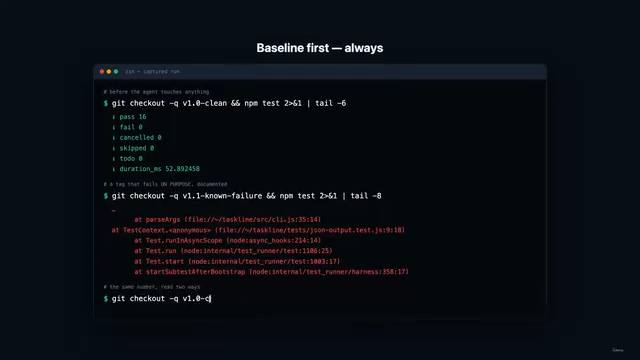 Baseline first — always
zsh — captured run
# before the agent touches anything
$ git checkout -q v1.0-clean && npm test 2>&1 | tail -6
ℹ pass 16
ℹ fail 0
ℹ cancelled 0
ℹ skipped 0
ℹ todo 0
ℹ duration_ms 52.892458
# a tag that fails ON PURPOSE, documented
$ git checkout -q v1.1-known-failure && npm test 2>&1 | tail -8
…
at parseArgs (file://~/taskline/src/cli.js:35:14)
at TestContext.<anonymous> (file://~/taskline/tests/json-output.test.js:9:18)
at Test.runInAsyncScope (node:async_hooks:214:14)
at Test.run (node:internal/test_runner/test:1106:25)
at Test.start (node:internal/test_runner/test:1003:17)
at startSubtestAfterBootstrap (node:internal/test_runner/harness:358:17)
# the same number, read two ways
$ git checkout -q v1.0-c